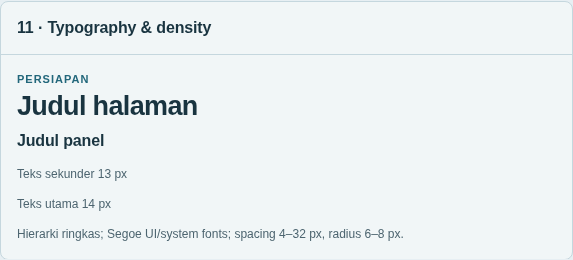 11 · Typography & density
PERSIAPAN
Judul halaman
Judul panel
Teks sekunder 13 px
Teks utama 14 px
Hierarki ringkas; Segoe UI/system fonts; spacing 4–32 px, radius 6–8 px.